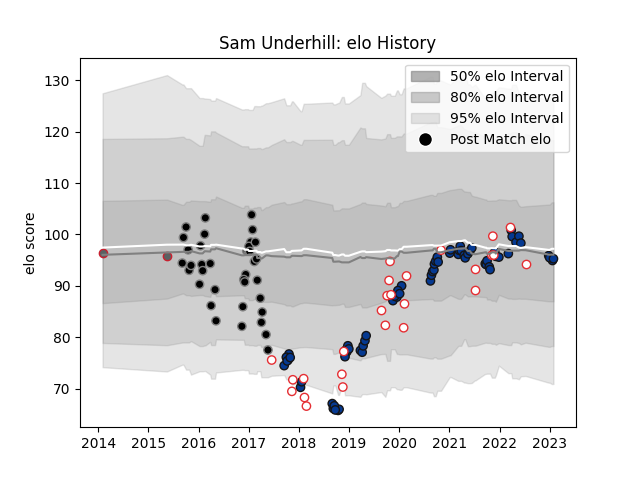 Sam Underhill: elo History
elo score
130
120
110
100
90
80
70
50% elo Interval
80% elo Interval
95% elo Interval
Post Match elo
2014 2015 2016 2017 2018 2019 2020 2021 2022 2023